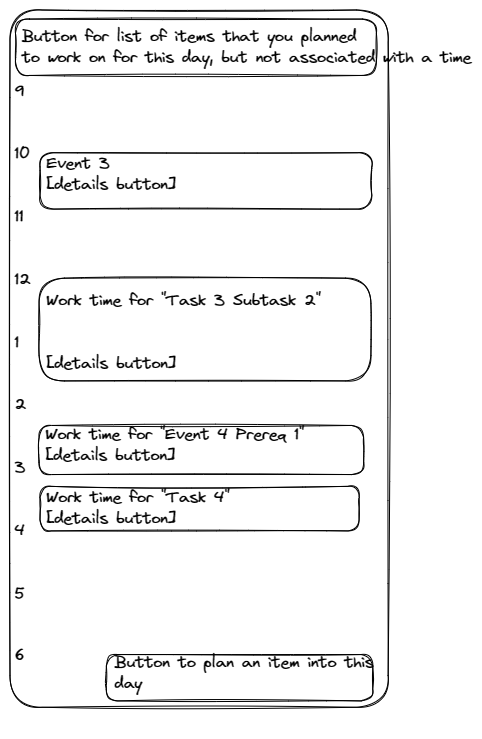 Button for list of items that you planned
to work on for this day, but not associated with a time
9
10
Event 3
[details button]
11
12
Work time for "Task 3 Subtask 2"
1
[details button]
2
Work time for "Event 4 Prereq 1"
[details button]
3
Work time for "Task 4"
[details button]
4
5
6
Button to plan an item into this
day